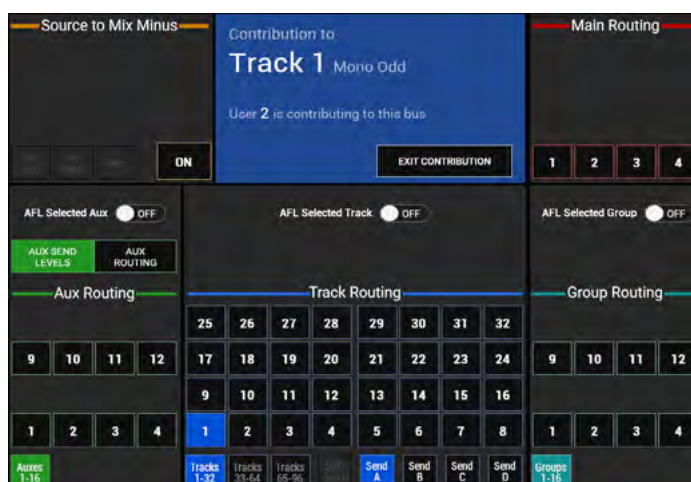 Source to Mix Minus
ON
Contribution to
Track 1 Mono Odd
User 2 is contributing to this bus
EXIT CONTRIBUTION
Main Routing
1 2 3 4
AFL Selected Aux OFF
AUX SEND LEVELS
AUX ROUTING
Aux Routing
9 10 11 12
1 2 3 4
Auxes
1-16
AFL Selected Track OFF
Track Routing
25 26 27 28 29 30 31 32
17 18 19 20 21 22 23 24
9 10 11 12 13 14 15 16
1 2 3 4 5 6 7 8
Tracks 1-32
Tracks 33-64
Tracks 65-96
Send A
Send B
Send C
Send D
AFL Selected Group OFF
Group Routing
9 10 11 12
1 2 3 4
Groups
1-16